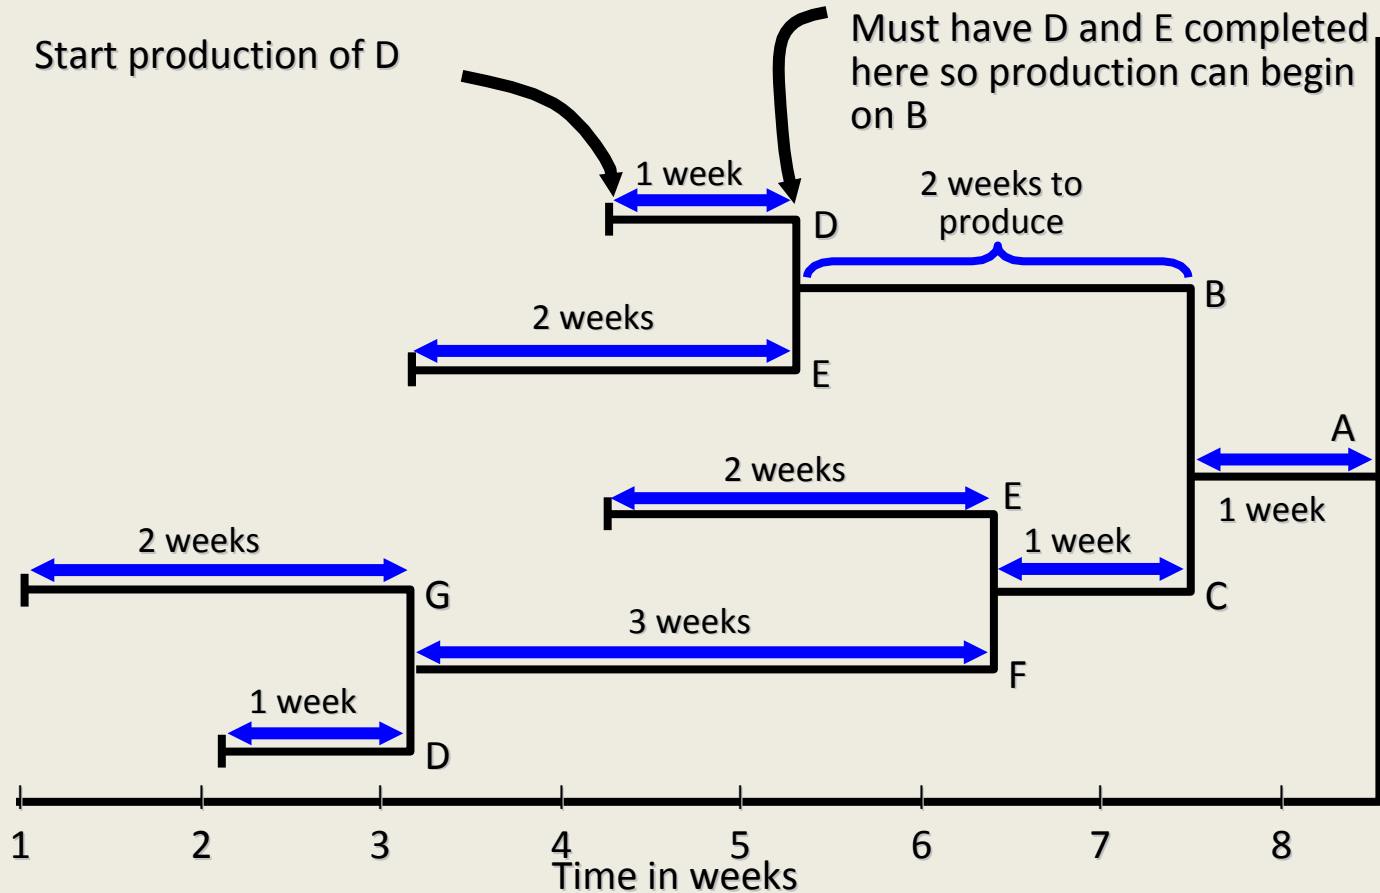 Start production of D
Must have D and E completed
here so production can begin
on B
1 week
D
2 weeks to
produce
B
2 weeks
E
A
1 week
2 weeks
E
1 week
C
2 weeks
G
3 weeks
F
1 week
D
1 2 3 4 5 6 7 8
Time in weeks